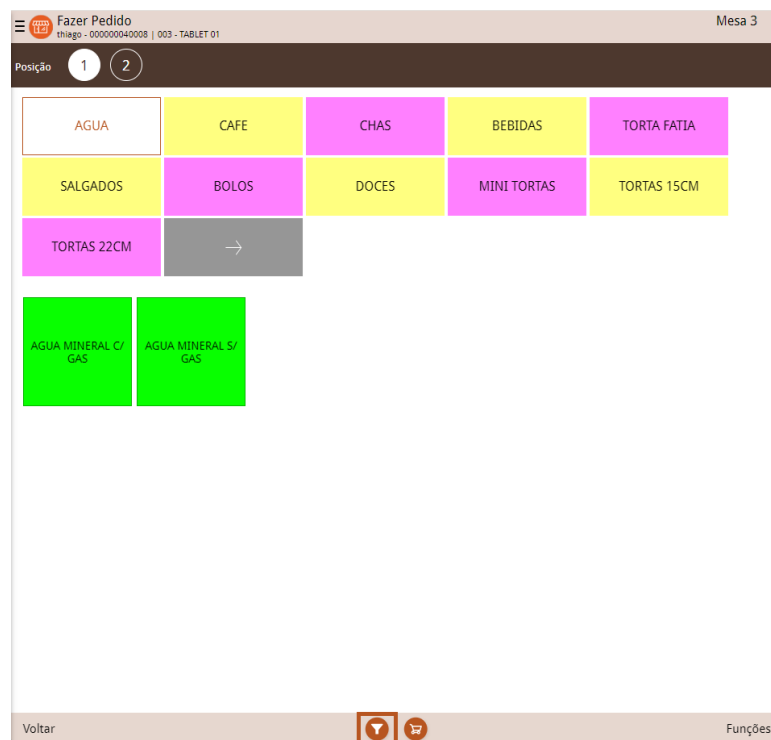 Fazer Pedido
Mesa 3
thiago - 000000040008 | 003 - TABLET 01
Posição 1 2
AGUA CAFE CHAS BEBIDAS TORTA FATIA
SALGADOS BOLOS DOCES MINI TORTAS TORTAS 15CM
TORTAS 22CM
AGUA MINERAL C/
GAS
AGUA MINERAL S/
GAS
Voltar
Funções